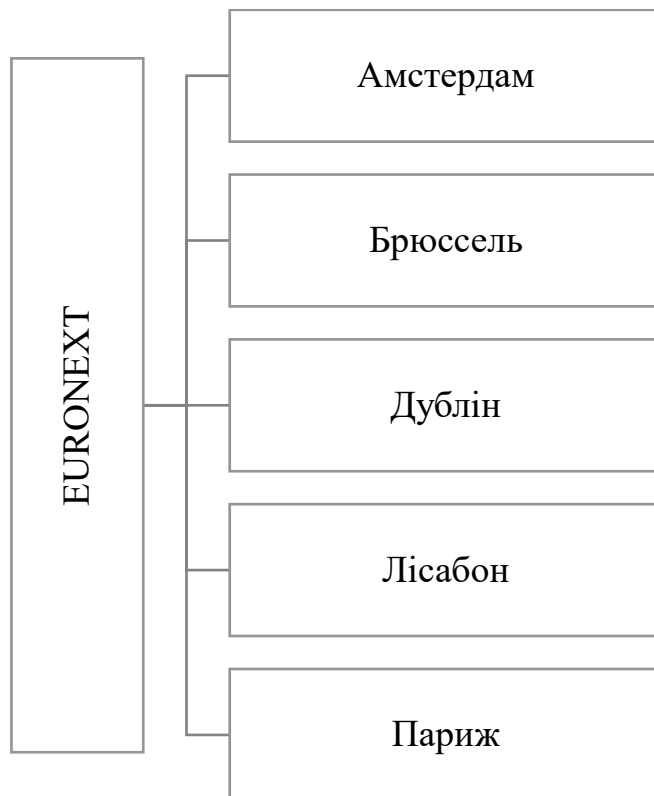 EURONEXT
Амстердам
Брюссель
Дублін
Лісабон
Париж